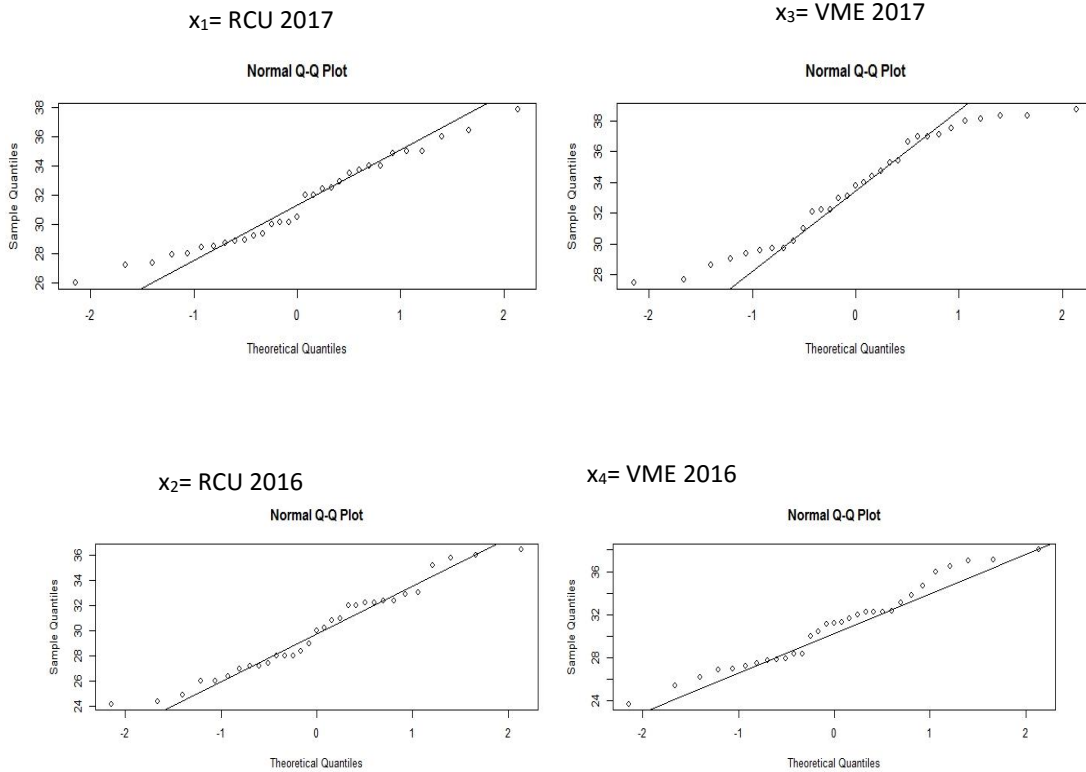 x₁= RCU 2017
Normal Q-Q Plot
38
36
34
32
30
28
26
Sample Quantiles
-2 -1 0 1 2
Theoretical Quantiles
x₃= VME 2017
Normal Q-Q Plot
38
36
34
32
30
28
Sample Quantiles
-2 -1 0 1 2
Theoretical Quantiles
x₂= RCU 2016
Normal Q-Q Plot
36
34
32
30
28
26
24
Sample Quantiles
-2 -1 0 1 2
Theoretical Quantiles
x₄= VME 2016
Normal Q-Q Plot
36
32
28
24
Sample Quantiles
-2 -1 0 1 2
Theoretical Quantiles